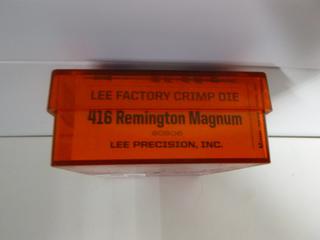 LEE FACTORY CRIMP DIE
416 Remington Magnum
90906
LEE PRECISION, INC.